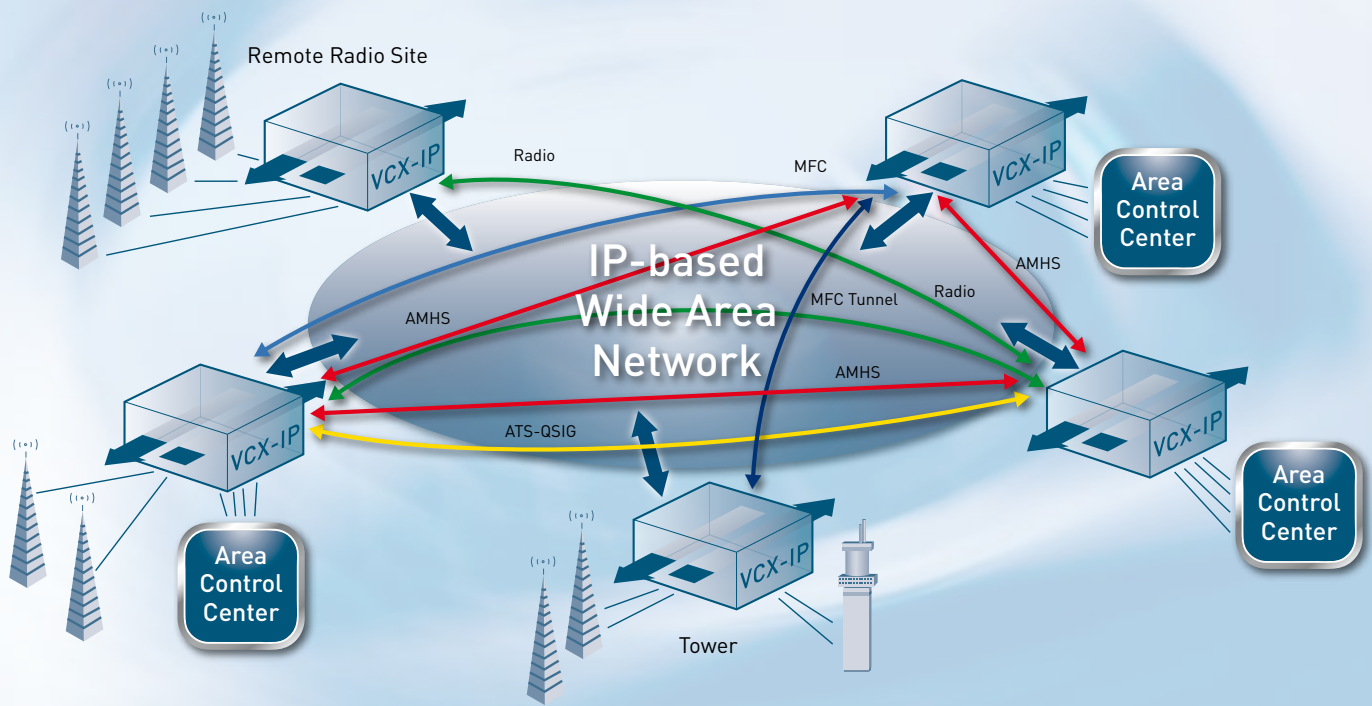 Remote Radio Site
VCX-IP
Radio
MFC
VCX-IP
Area
Control
Center
IP-based
Wide Area
Network
AMHS
MFC Tunnel
Radio
AMHS
AMHS
ATS-QSIG
VCX-IP
Area
Control
Center
VCX-IP
Tower
VCX-IP
Area
Control
Center